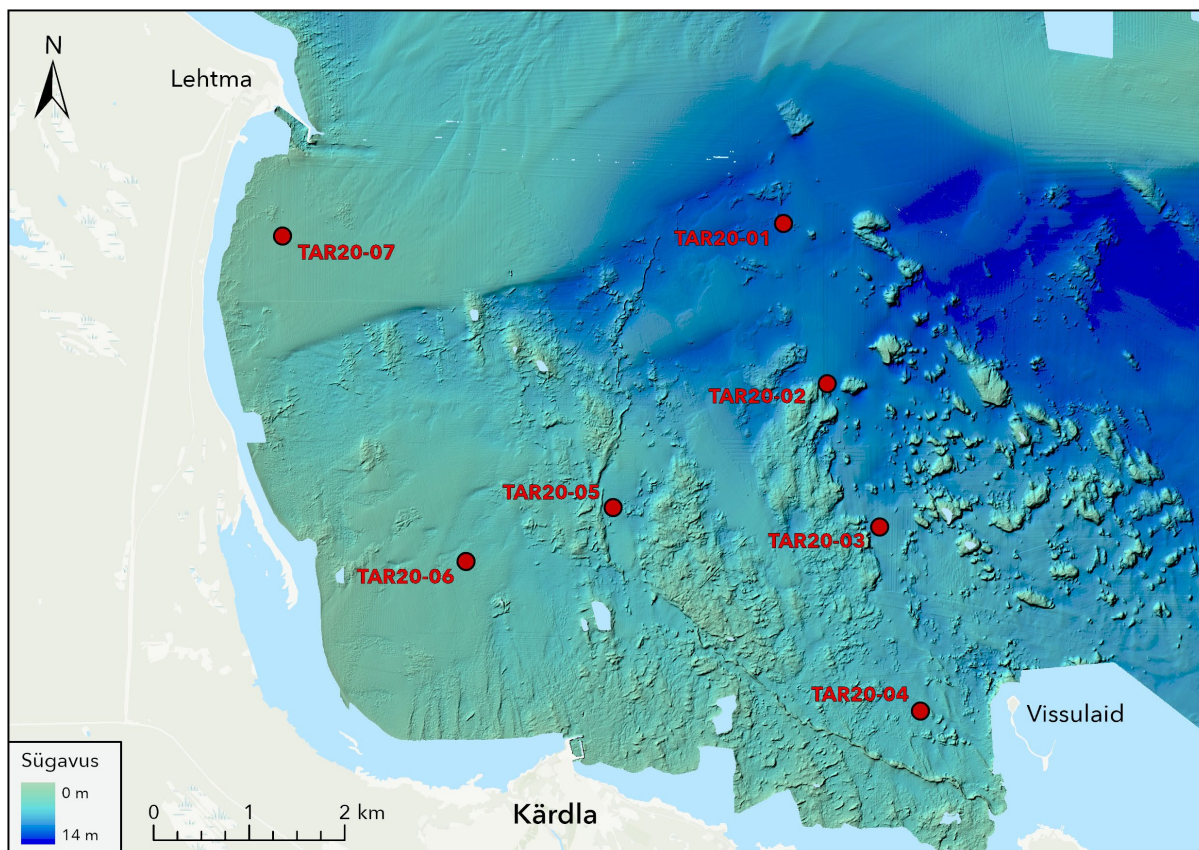 N
Lehtma
TAR20-01
TAR20-07
TAR20-02
TAR20-05
TAR20-03
TAR20-06
TAR20-04
Vissulaid
Sügavus
0 m
14 m
0 1 2 km
Kärdla